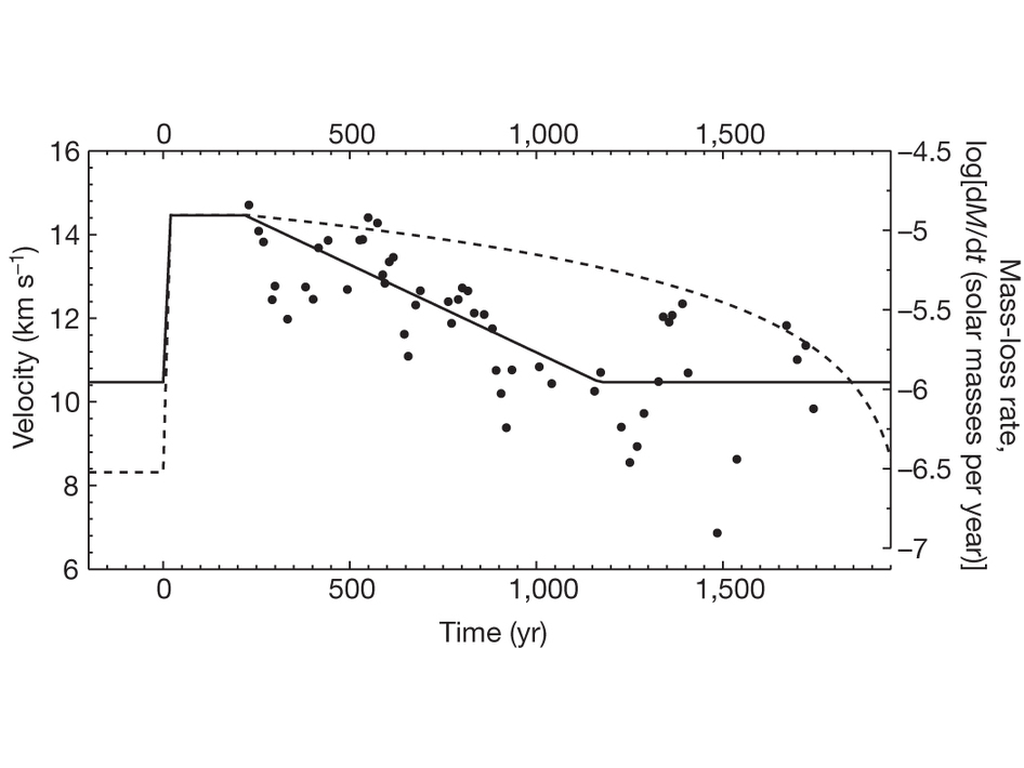 0 500 1,000 1,500
16
14
12
10
8
6
Velocity (km s⁻¹)
−4.5
−5
−5.5
−6
−6.5
−7
Mass-loss rate,
log[dM/dt (solar masses per year)]
0 500 1,000 1,500
Time (yr)